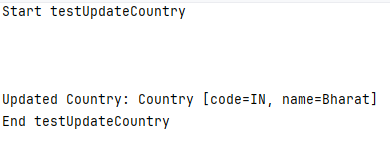 Start testUpdateCountry
Updated Country: Country [code=IN, name=Bharat]
End testUpdateCountry